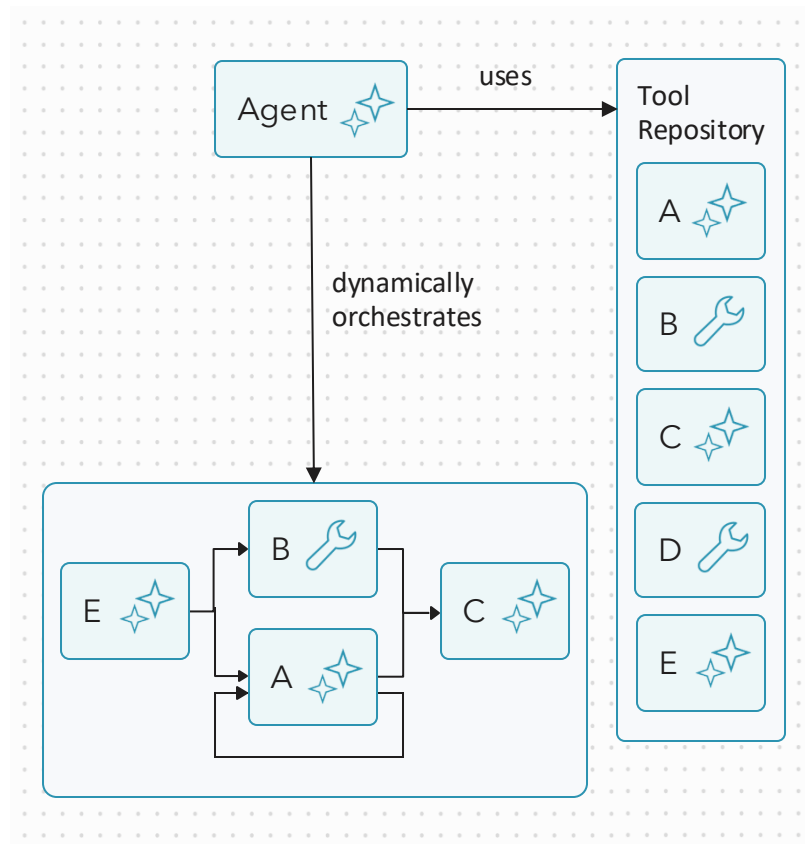 Agent
uses
Tool
Repository
A
B
C
D
E
dynamically
orchestrates
E
B
A
C